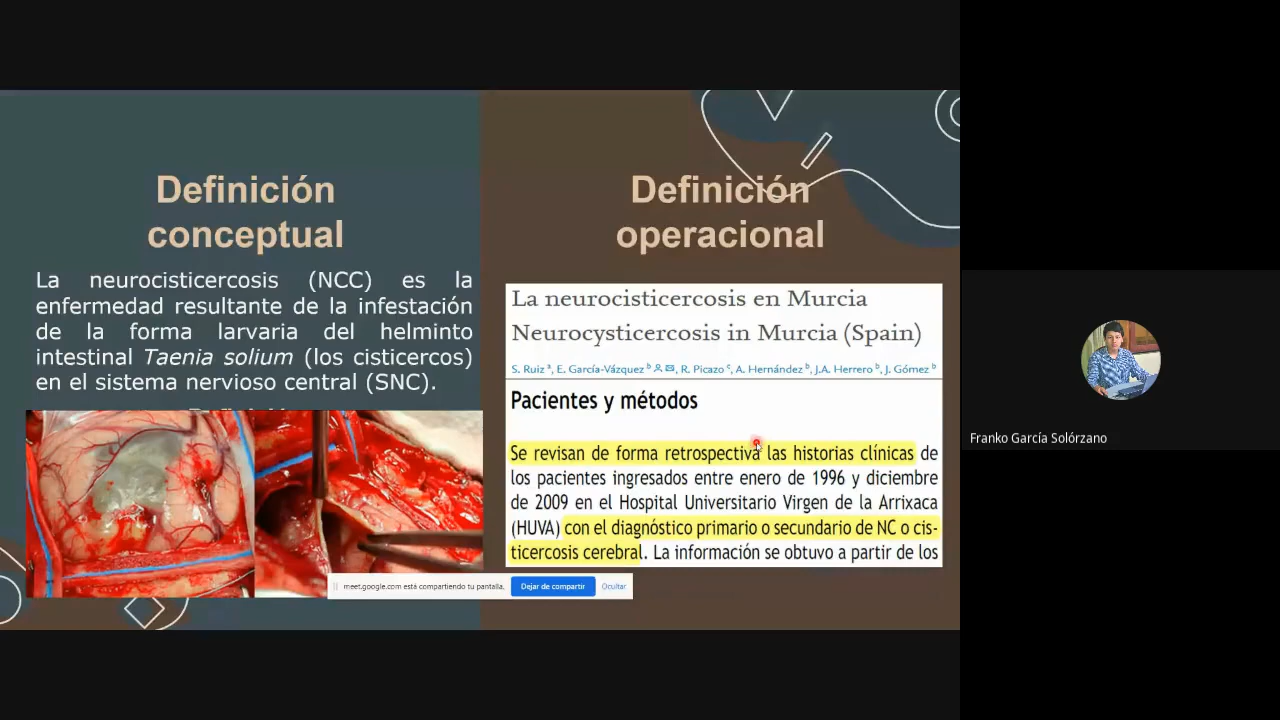 Definición
conceptual
La neurocisticercosis (NCC) es la
enfermedad resultante de la infestación
de la forma larvaria del helminto
intestinal Taenia solium (los cisticercos)
en el sistema nervioso central (SNC).
Definición
operacional
La neurocisticercosis en Murcia
Neurocysticercosis in Murcia (Spain)
S. Ruiz a, E. García-Vázquez b, R. Picazo c, A. Hernández b, J.A. Herrero b, J. Gómez b
Pacientes y métodos
Se revisan de forma retrospectiva las historias clínicas de
los pacientes ingresados entre enero de 1996 y diciembre
de 2009 en el Hospital Universitario Virgen de la Arrixaca
(HUVA) con el diagnóstico primario o secundario de NC o cis-
ticercosis cerebral. La información se obtuvo a partir de los
meet.google.com está compartiendo tu pantalla.
Dejar de compartir
Ocultar
Franko García Solórzano